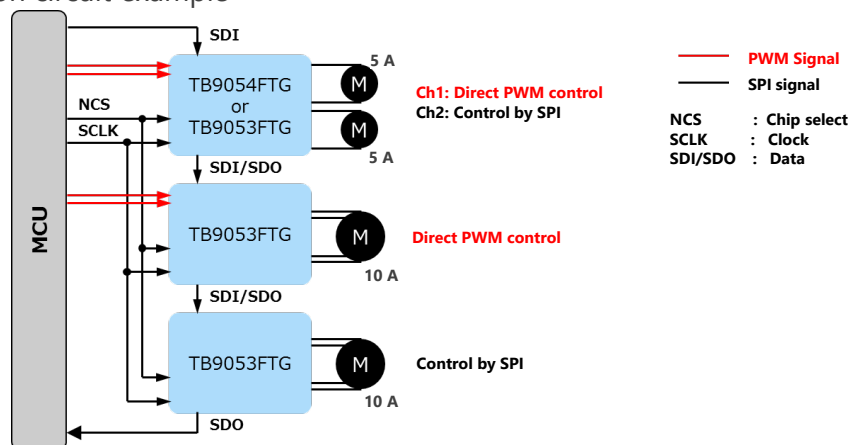 SDI
5 A
TB9054FTG
or
TB9053FTG
M
M
Ch1: Direct PWM control
Ch2: Control by SPI
NCS
SCLK
5 A
SDI/SDO
PWM Signal
SPI signal
NCS : Chip select
SCLK : Clock
SDI/SDO : Data
MCU
TB9053FTG
M
Direct PWM control
10 A
SDI/SDO
TB9053FTG
M
Control by SPI
10 A
SDO